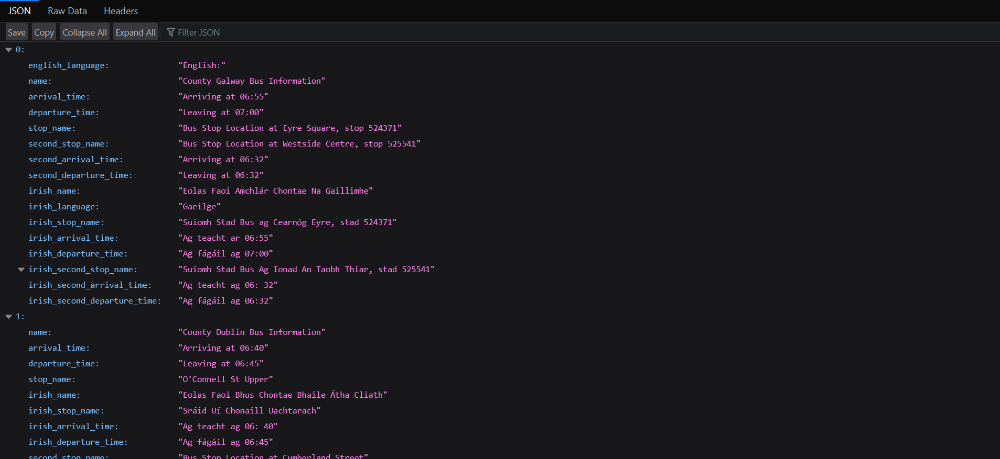 JSON Raw Data Headers
Save Copy Collapse All Expand All Filter JSON
0:
english_language: "English:"
name: "County Galway Bus Information"
arrival_time: "Arriving at 06:55"
departure_time: "Leaving at 07:00"
stop_name: "Bus Stop Location at Eyre Square, stop 524371"
second_stop_name: "Bus Stop Location at Westside Centre, stop 525541"
second_arrival_time: "Arriving at 06:32"
second_departure_time: "Leaving at 06:32"
irish_name: "Eolas Faoi Amchlár Chontae Na Gaillimhe"
irish_language: "Gaeilge"
irish_stop_name: "Suíomh Stad Bus ag Cearnóg Eyre, stad 524371"
irish_arrival_time: "Ag teacht ar 06:55"
irish_departure_time: "Ag fágáil ag 07:00"
irish_second_stop_name: "Suíomh Stad Bus Ag Ionad An Taobh Thiar, stad 525541"
irish_second_arrival_time: "Ag teacht ag 06: 32"
irish_second_departure_time: "Ag fágáil ag 06:32"
1:
name: "County Dublin Bus Information"
arrival_time: "Arriving at 06:40"
departure_time: "Leaving at 06:45"
stop_name: "O'Connell St Upper"
irish_name: "Eolas Faoi Bhus Chontae Bhaile Átha Cliath"
irish_stop_name: "Sráid Uí Chonaill Uachtarach"
irish_arrival_time: "Ag teacht ag 06: 40"
irish_departure_time: "Ag fágáil ag 06:45"
second_stop_name: "Bus Stop Location at Cumberland Street"